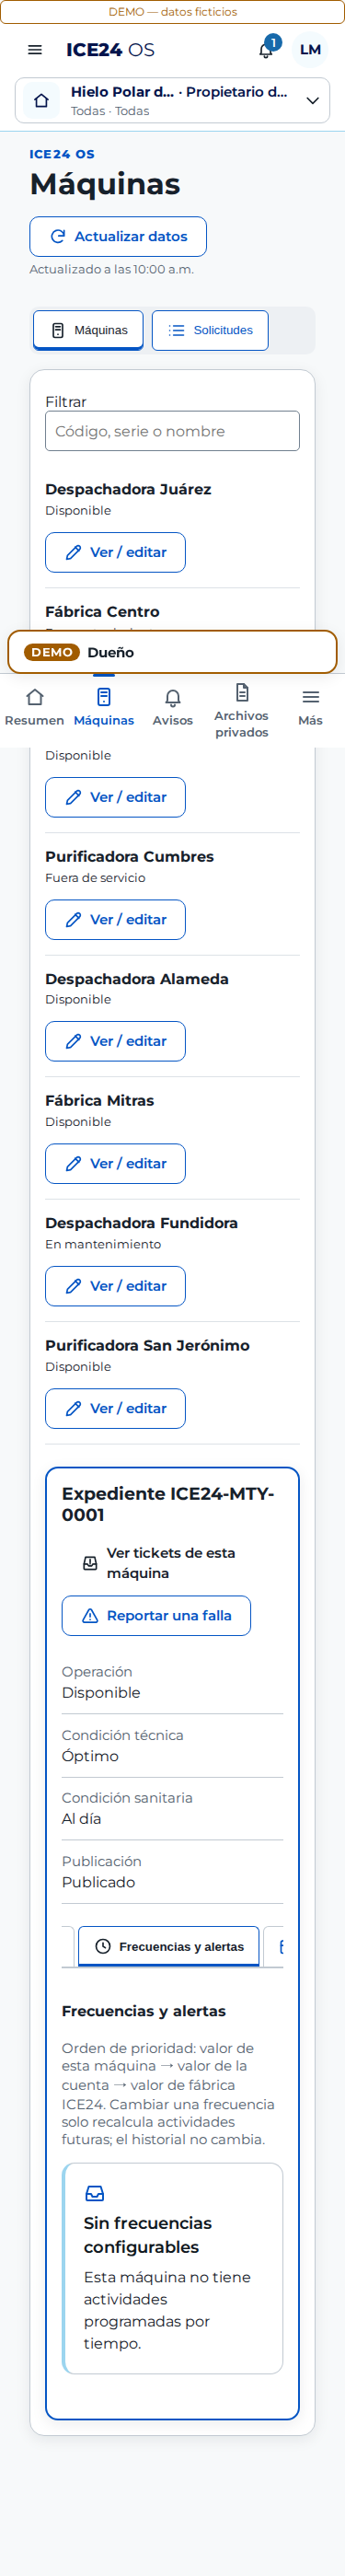 DEMO — datos ficticios
ICE24 OS
1
LM
Hielo Polar d... · Propietario d...
Todas · Todas
ICE24 OS
Máquinas
Actualizar datos
Actualizado a las 10:00 a.m.
Máquinas
Solicitudes
Filtrar
Código, serie o nombre
Despachadora Juárez
Disponible
Ver / editar
Fábrica Centro
DEMO Dueño
Resumen
Máquinas
Avisos
Archivos privados
Más
Disponible
Ver / editar
Purificadora Cumbres
Fuera de servicio
Ver / editar
Despachadora Alameda
Disponible
Ver / editar
Fábrica Mitras
Disponible
Ver / editar
Despachadora Fundidora
En mantenimiento
Ver / editar
Purificadora San Jerónimo
Disponible
Ver / editar
Expediente ICE24-MTY-
0001
Ver tickets de esta
máquina
Reportar una falla
Operación
Disponible
Condición técnica
Óptimo
Condición sanitaria
Al día
Publicación
Publicado
Frecuencias y alertas
Frecuencias y alertas
Orden de prioridad: valor de
esta máquina → valor de la
cuenta → valor de fábrica
ICE24. Cambiar una frecuencia
solo recalcula actividades
futuras; el historial no cambia.
Sin frecuencias
configurables
Esta máquina no tiene
actividades
programadas por
tiempo.